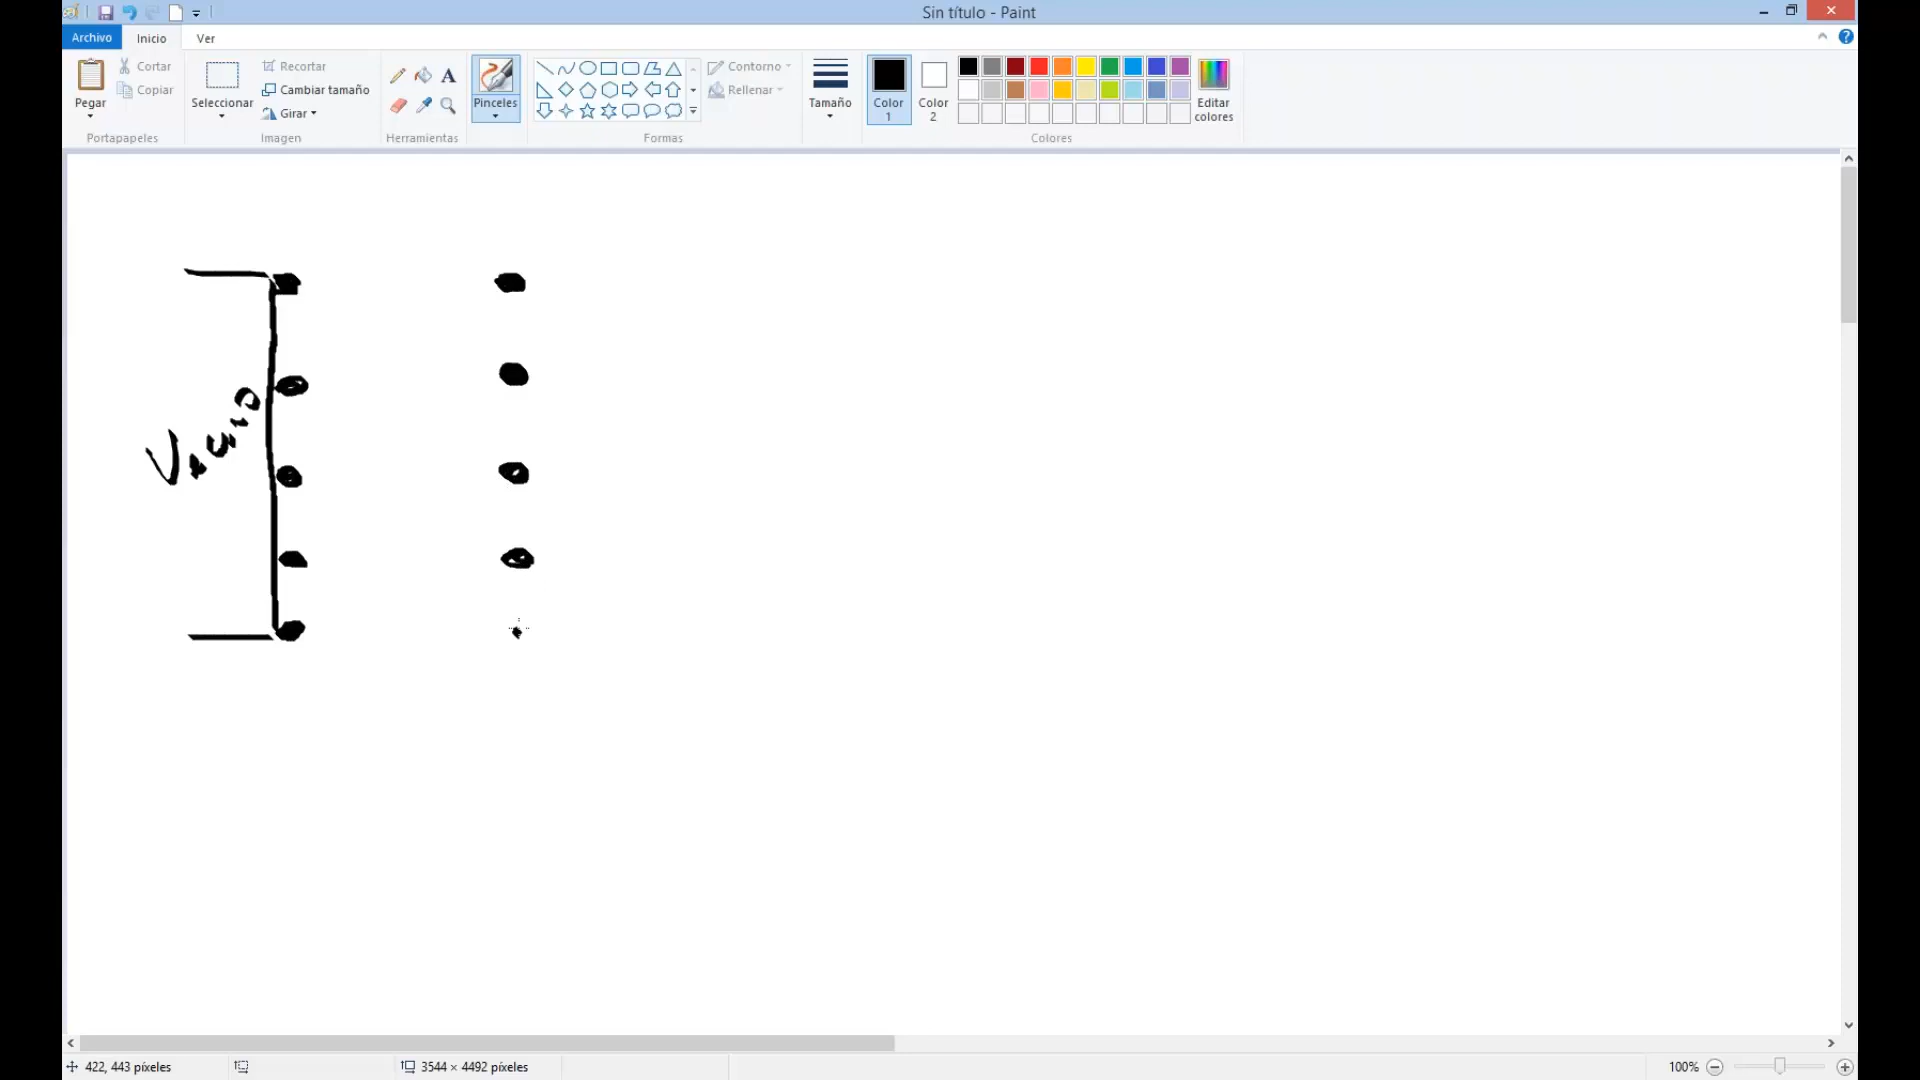 Sin título - Paint
Archivo
Inicio
Ver
Pegar
Cortar
Copiar
Portapapeles
Seleccionar
Recortar
Cambiar tamaño
Girar
Imagen
A
Herramientas
Pinceles
Contorno
Rellenar
Formas
Tamaño
Color
1
Color
2
Editar
colores
Colores
422, 443 píxeles
3544 × 4492 píxeles
100%